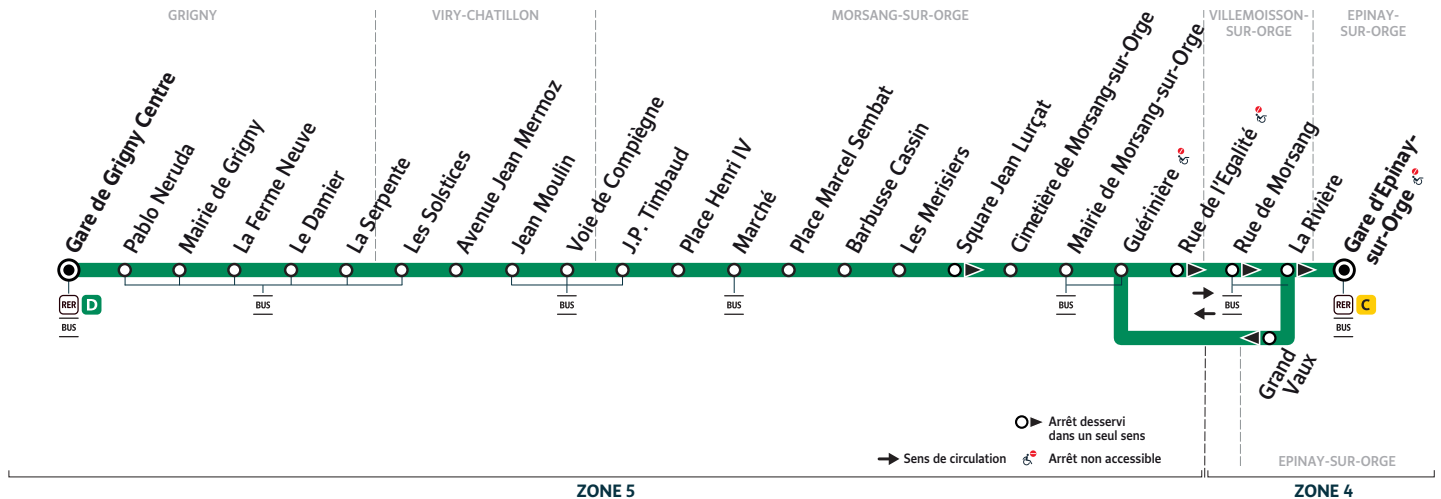 GRIGNY
VIRY-CHATILLON
MORSANG-SUR-ORGE
VILLEMOISSON-
SUR-ORGE
EPINAY-
SUR-ORGE
Gare de Grigny Centre
Pablo Neruda
Mairie de Grigny
La Ferme Neuve
Le Damier
La Serpente
Les Solstices
Avenue Jean Mermoz
Jean Moulin
Voie de Compiègne
J.P. Timbaud
Place Henri IV
Marché
Place Marcel Sembat
Barbusse Cassin
Les Merisiers
Square Jean Lurçat
Cimetière de Morsang-sur-Orge
Mairie de Morsang-sur-Orge
Guérinière
Rue de l'Egalité
Rue de Morsang
La Rivière
Gare d'Epinay-
sur-Orge
RER D
BUS
BUS
BUS
BUS
BUS
BUS
RER C
BUS
Grand
Vaux
Arrêt desservi
dans un seul sens
Sens de circulation
Arrêt non accessible
EPINAY-SUR-ORGE
ZONE 5
ZONE 4